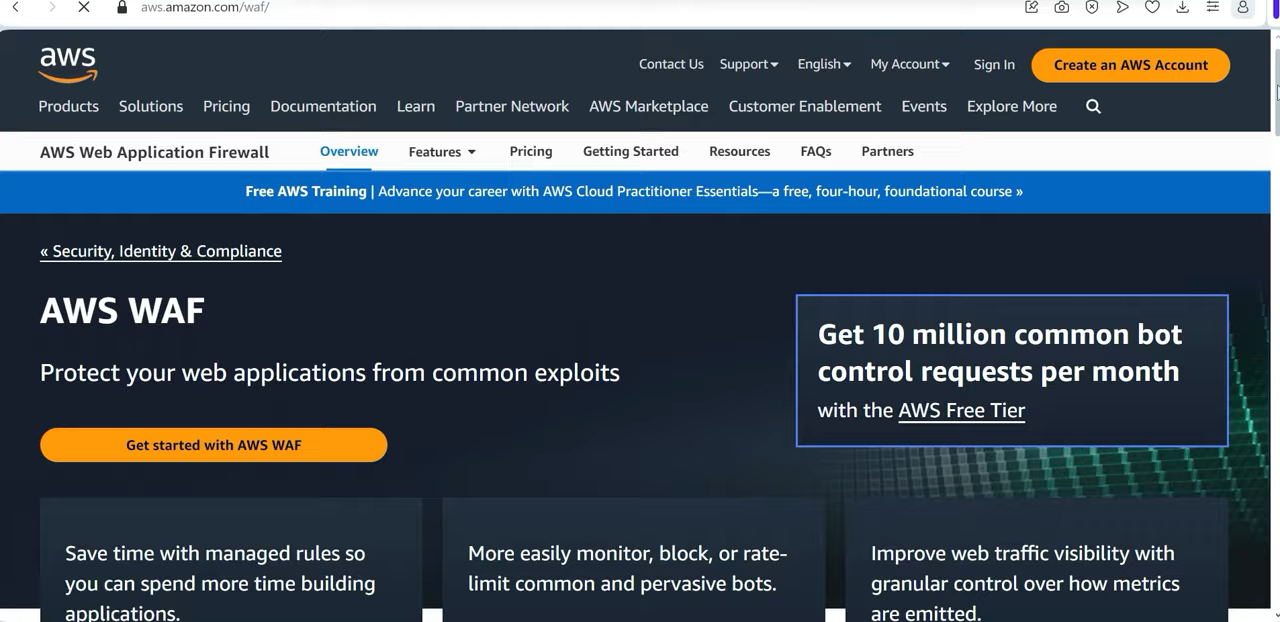 aws.amazon.com/waf/
aws
Contact Us Support English My Account Sign In Create an AWS Account
Products Solutions Pricing Documentation Learn Partner Network AWS Marketplace Customer Enablement Events Explore More
AWS Web Application Firewall Overview Features Pricing Getting Started Resources FAQs Partners
Free AWS Training | Advance your career with AWS Cloud Practitioner Essentials—a free, four-hour, foundational course »
« Security, Identity & Compliance
AWS WAF
Protect your web applications from common exploits
Get started with AWS WAF
Get 10 million common bot
control requests per month
with the AWS Free Tier
Save time with managed rules so
you can spend more time building
applications.
More easily monitor, block, or rate-
limit common and pervasive bots.
Improve web traffic visibility with
granular control over how metrics
are emitted.